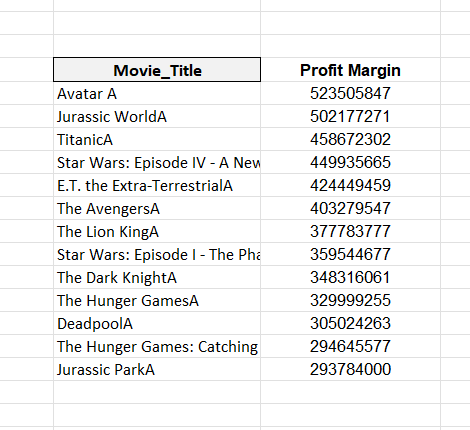 Movie_Title Profit Margin
Avatar A 523505847
Jurassic WorldA 502177271
TitanicA 458672302
Star Wars: Episode IV - A New 449935665
E.T. the Extra-TerrestrialA 424449459
The AvengersA 403279547
The Lion KingA 377783777
Star Wars: Episode I - The Pha 359544677
The Dark KnightA 348316061
The Hunger GamesA 329999255
DeadpoolA 305024263
The Hunger Games: Catching 294645577
Jurassic ParkA 293784000